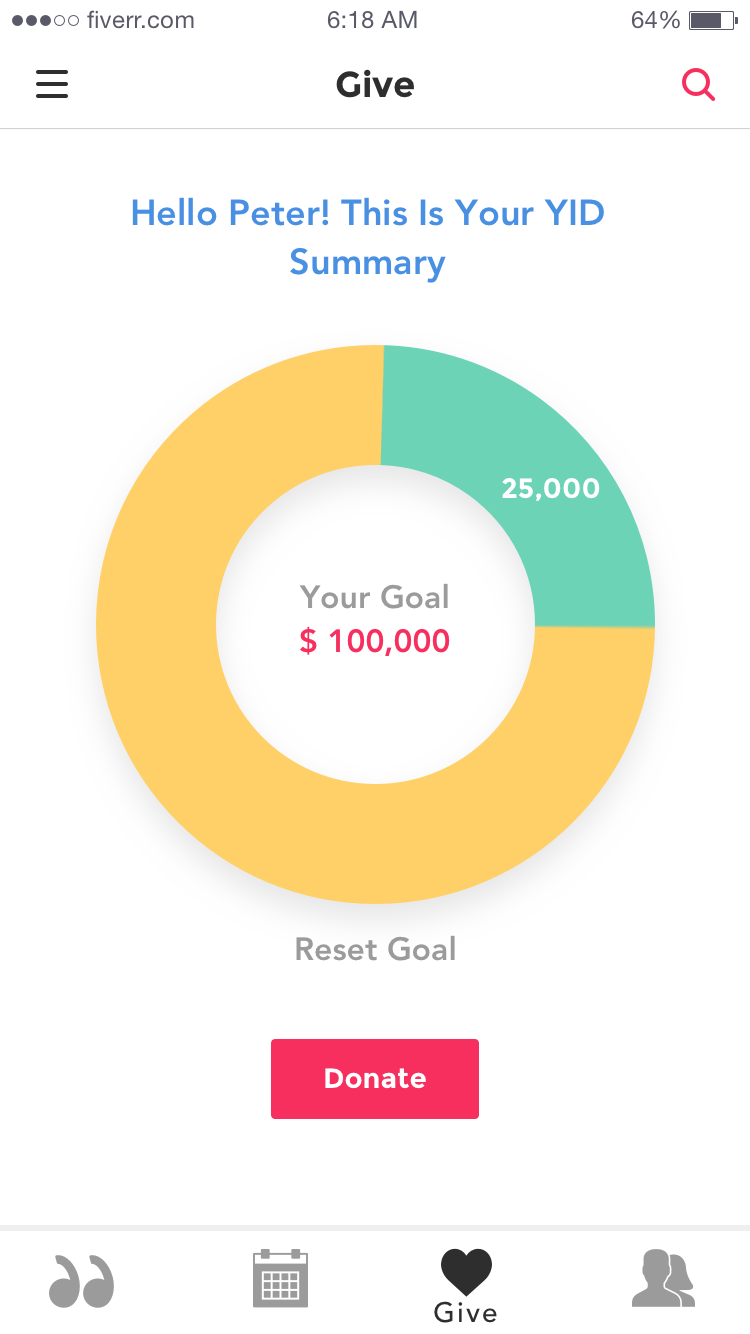 fiverr.com 6:18 AM 64%
Give
Hello Peter! This Is Your YID
Summary
25,000
Your Goal
$ 100,000
Reset Goal
Donate
Give